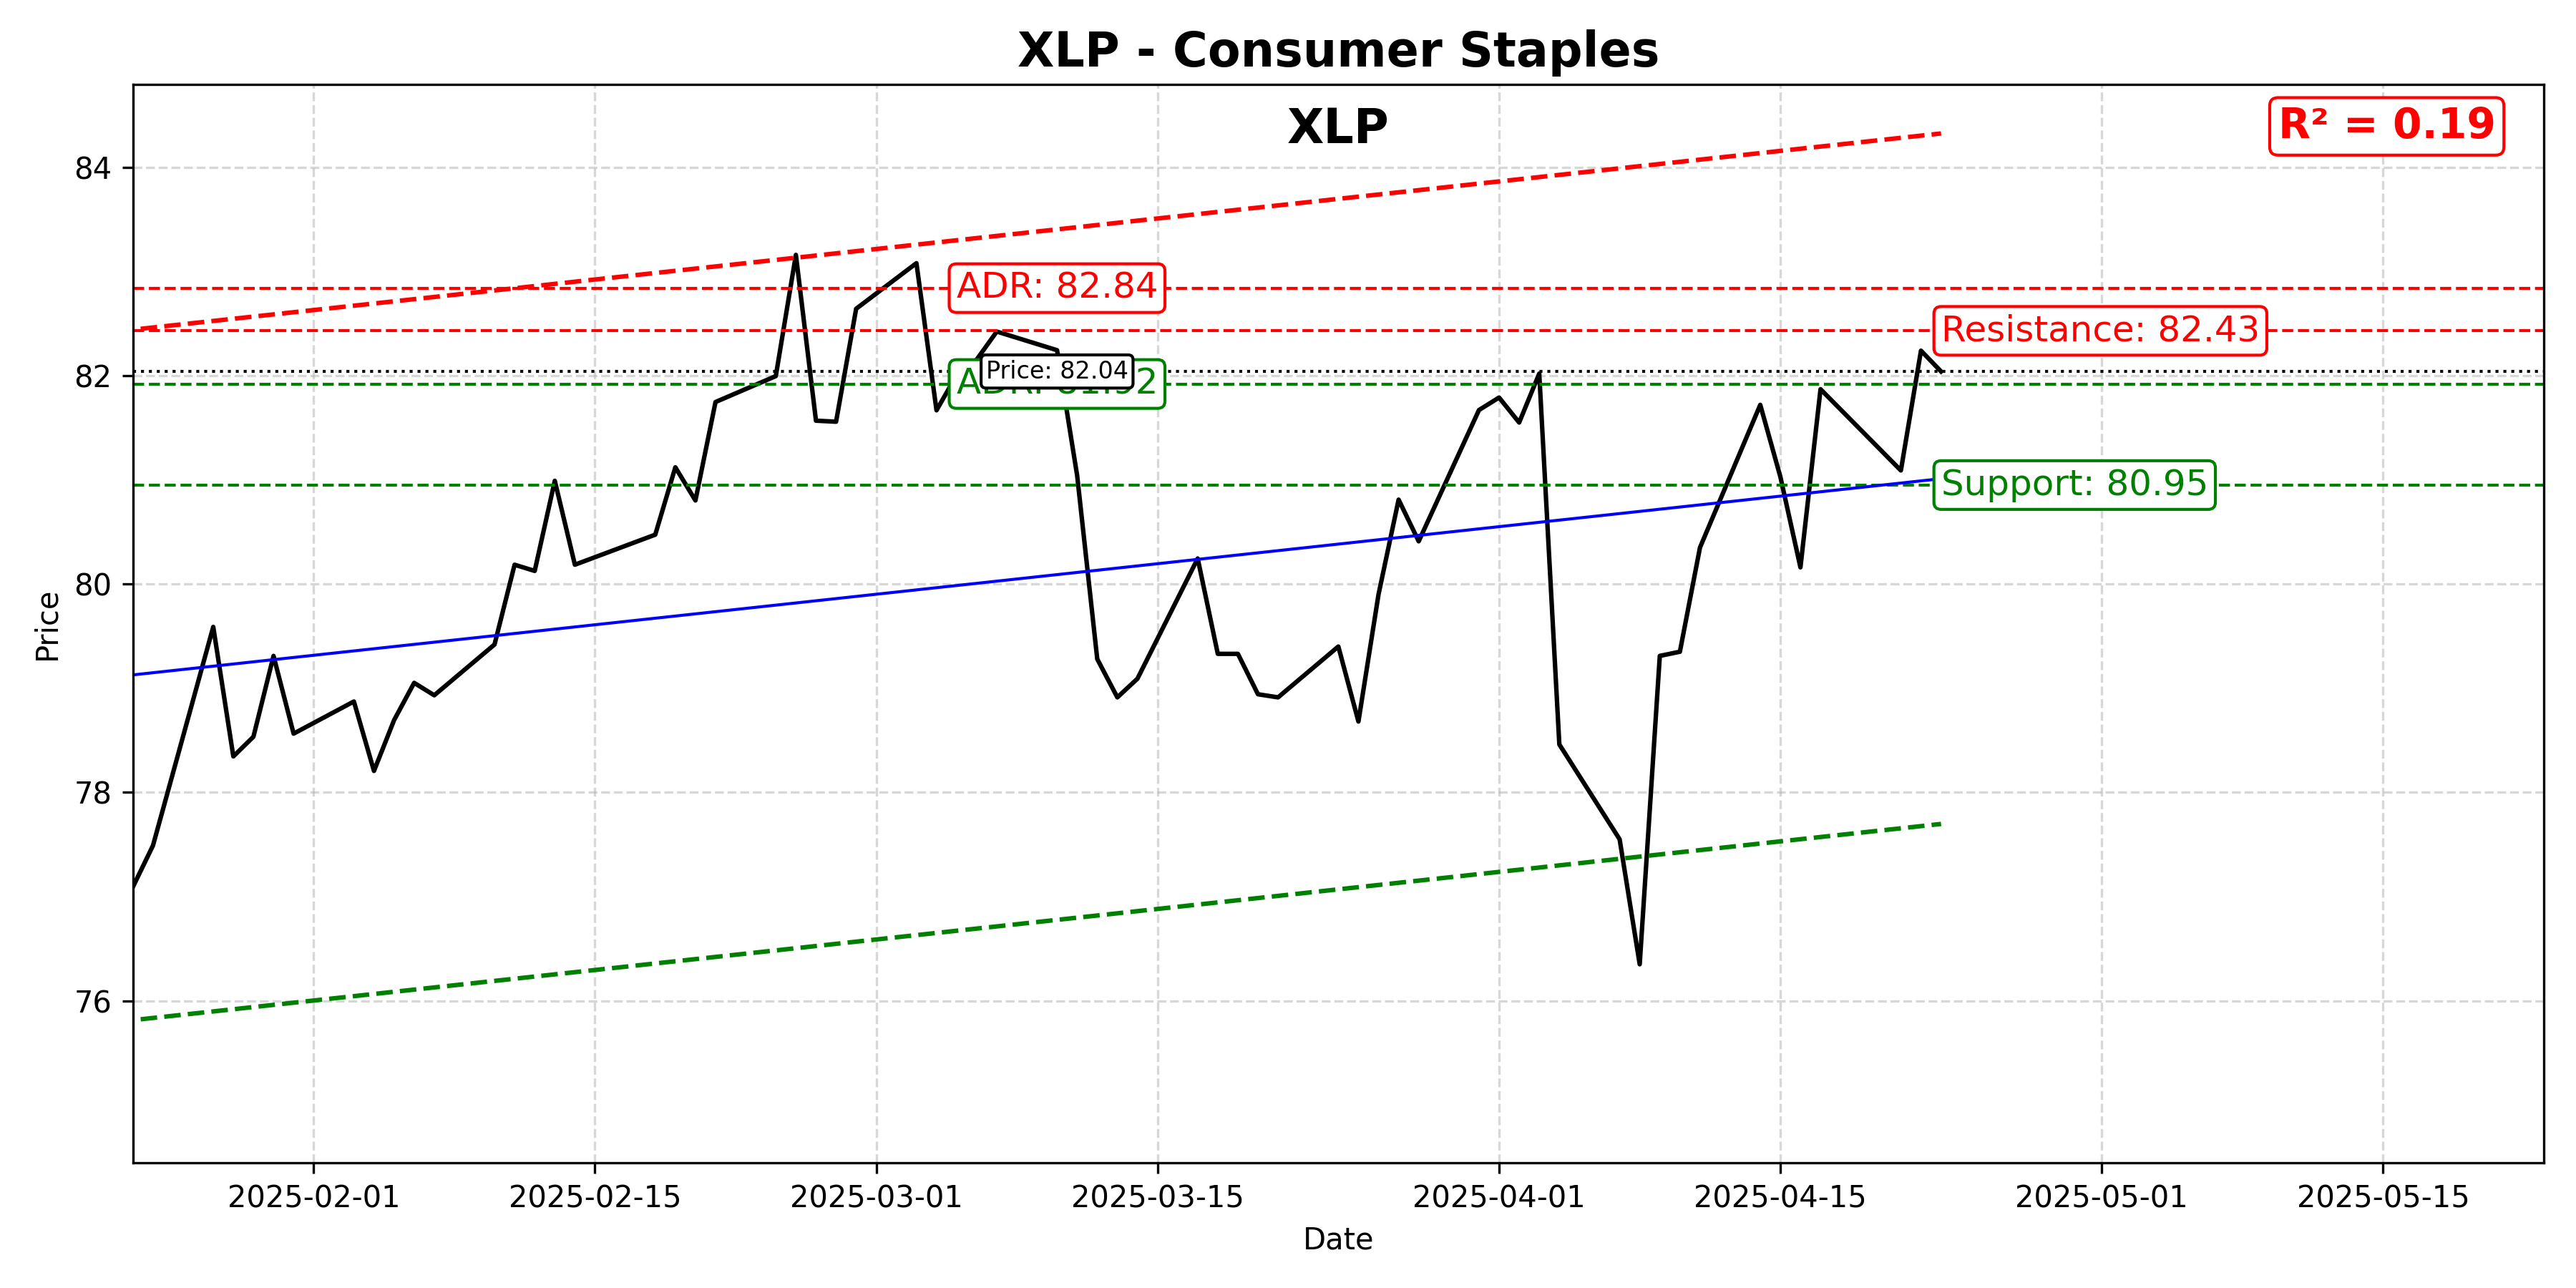 XLP - Consumer Staples
XLP
R² = 0.19
84
82
80
78
76
Price
ADR: 82.84
Resistance: 82.43
Price: 82.04
Support: 80.95
2025-02-01
2025-02-15
2025-03-01
2025-03-15
2025-04-01
2025-04-15
2025-05-01
2025-05-15
Date